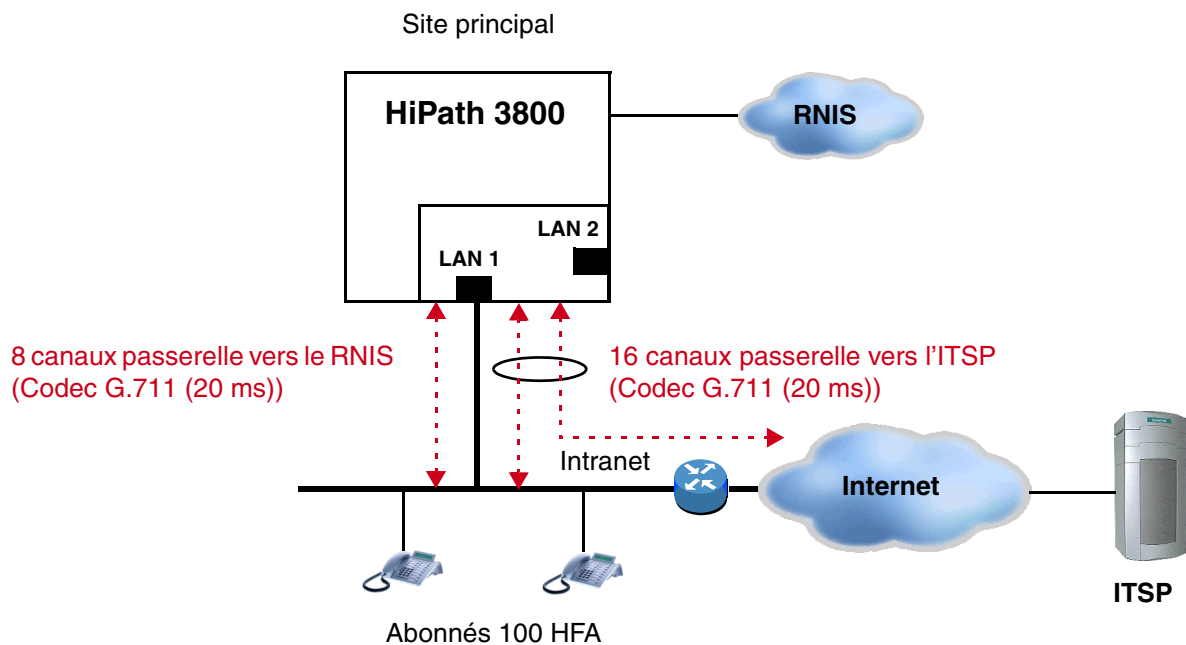 Site principal
HiPath 3800
RNIS
LAN 2
LAN 1
8 canaux passerelle vers le RNIS
(Codec G.711 (20 ms))
16 canaux passerelle vers l'ITSP
(Codec G.711 (20 ms))
Intranet
Internet
ITSP
Abonnés 100 HFA